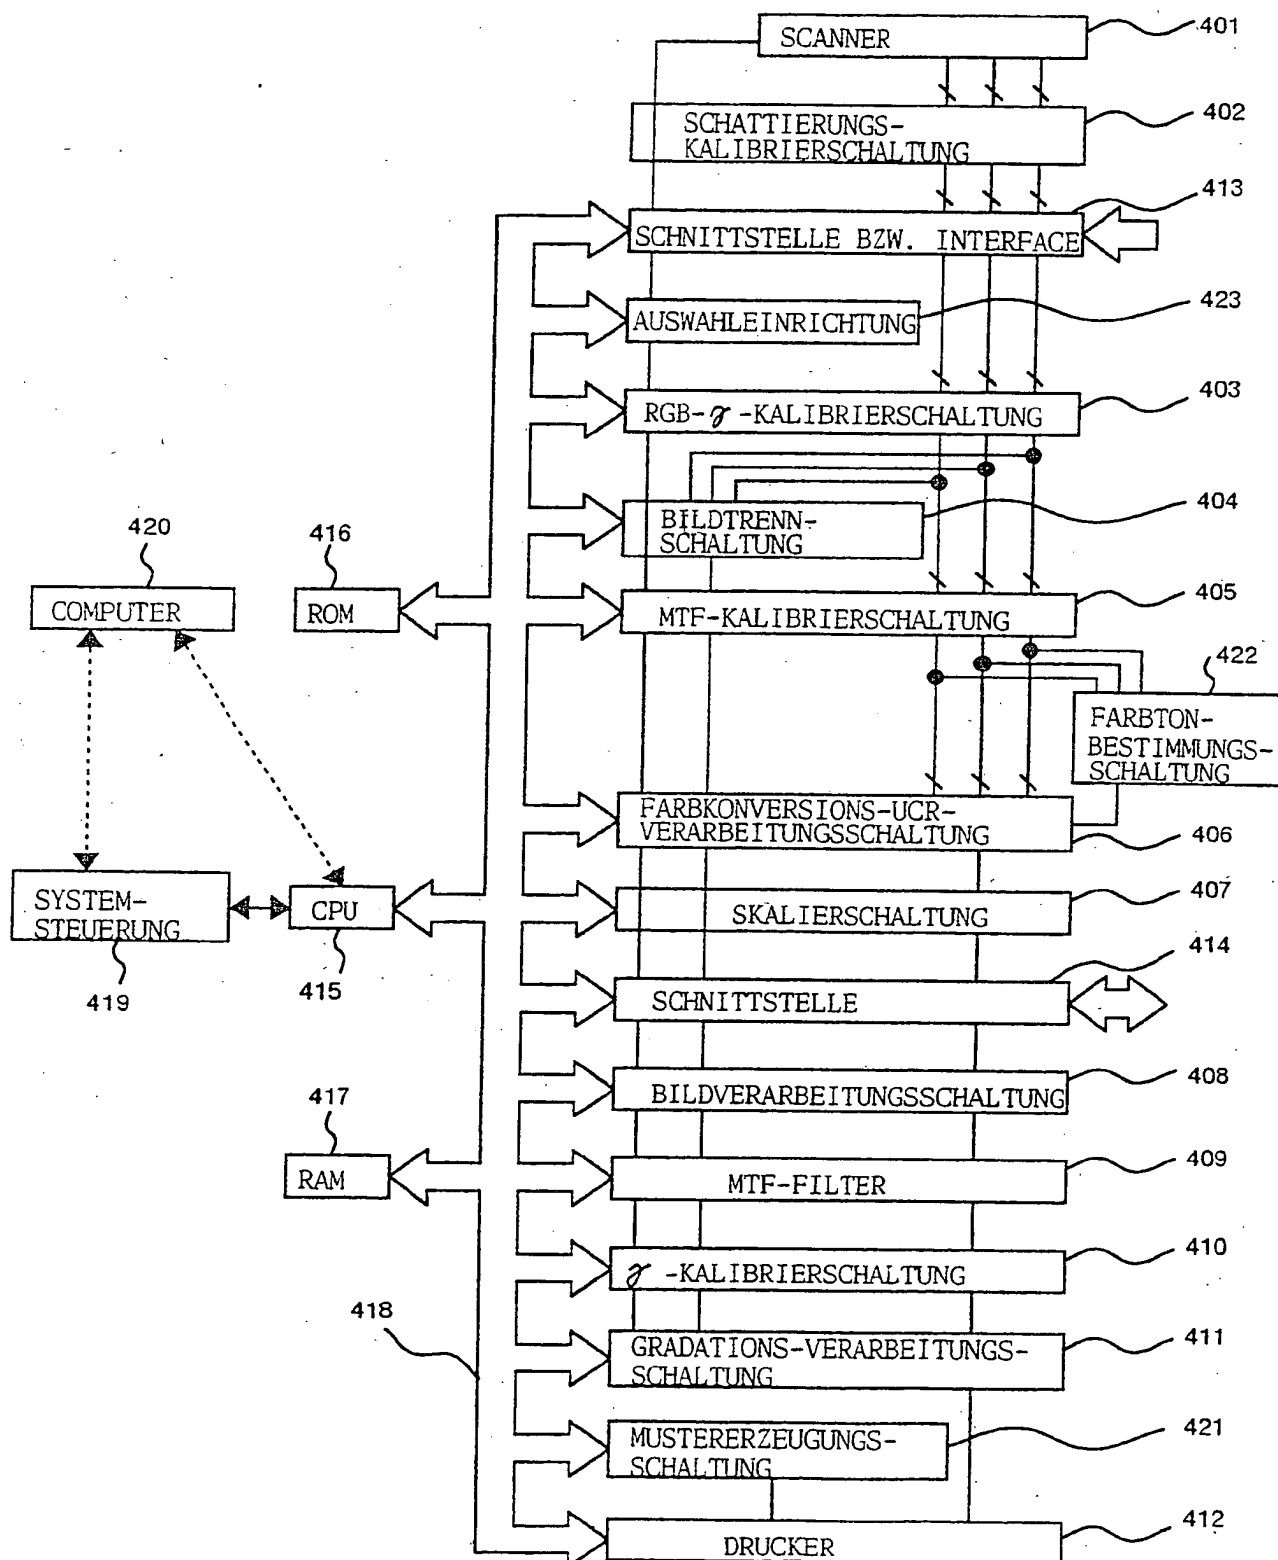 SCANNER
401
SCHATTIERUNGS-
KALIBRIERSCHALTUNG
402
413
SCHNITTSTELLE BZW. INTERFACE
423
AUSWAHLEINRICHTUNG
403
RGB-γ-KALIBRIERSCHALTUNG
404
BILDTRENN-
SCHALTUNG
420
416
COMPUTER
ROM
405
MTF-KALIBRIERSCHALTUNG
422
FARBTON-
BESTIMMUNGS-
SCHALTUNG
FARBKONVERSIONS-UCR-
VERARBEITUNGSSCHALTUNG
406
407
SYSTEM-
STEUERUNG
CPU
SKALIERSCHALTUNG
419
415
414
SCHNITTSTELLE
408
BILDVERARBEITUNGSSCHALTUNG
417
RAM
409
MTF-FILTER
410
γ-KALIBRIERSCHALTUNG
418
411
GRADATIONS-VERARBEITUNGS-
SCHALTUNG
421
MUSTERERZEUGUNGS-
SCHALTUNG
412
DRUCKER